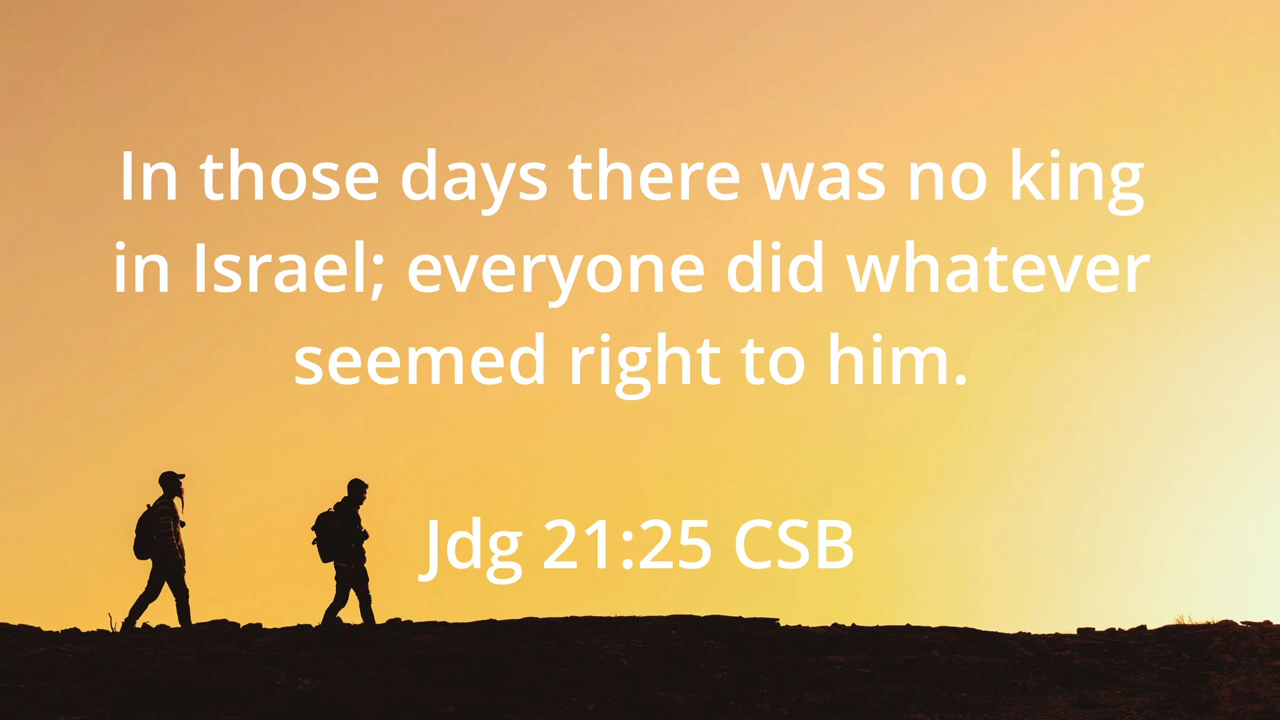 In those days there was no king
in Israel; everyone did whatever
seemed right to him.
Jdg 21:25 CSB